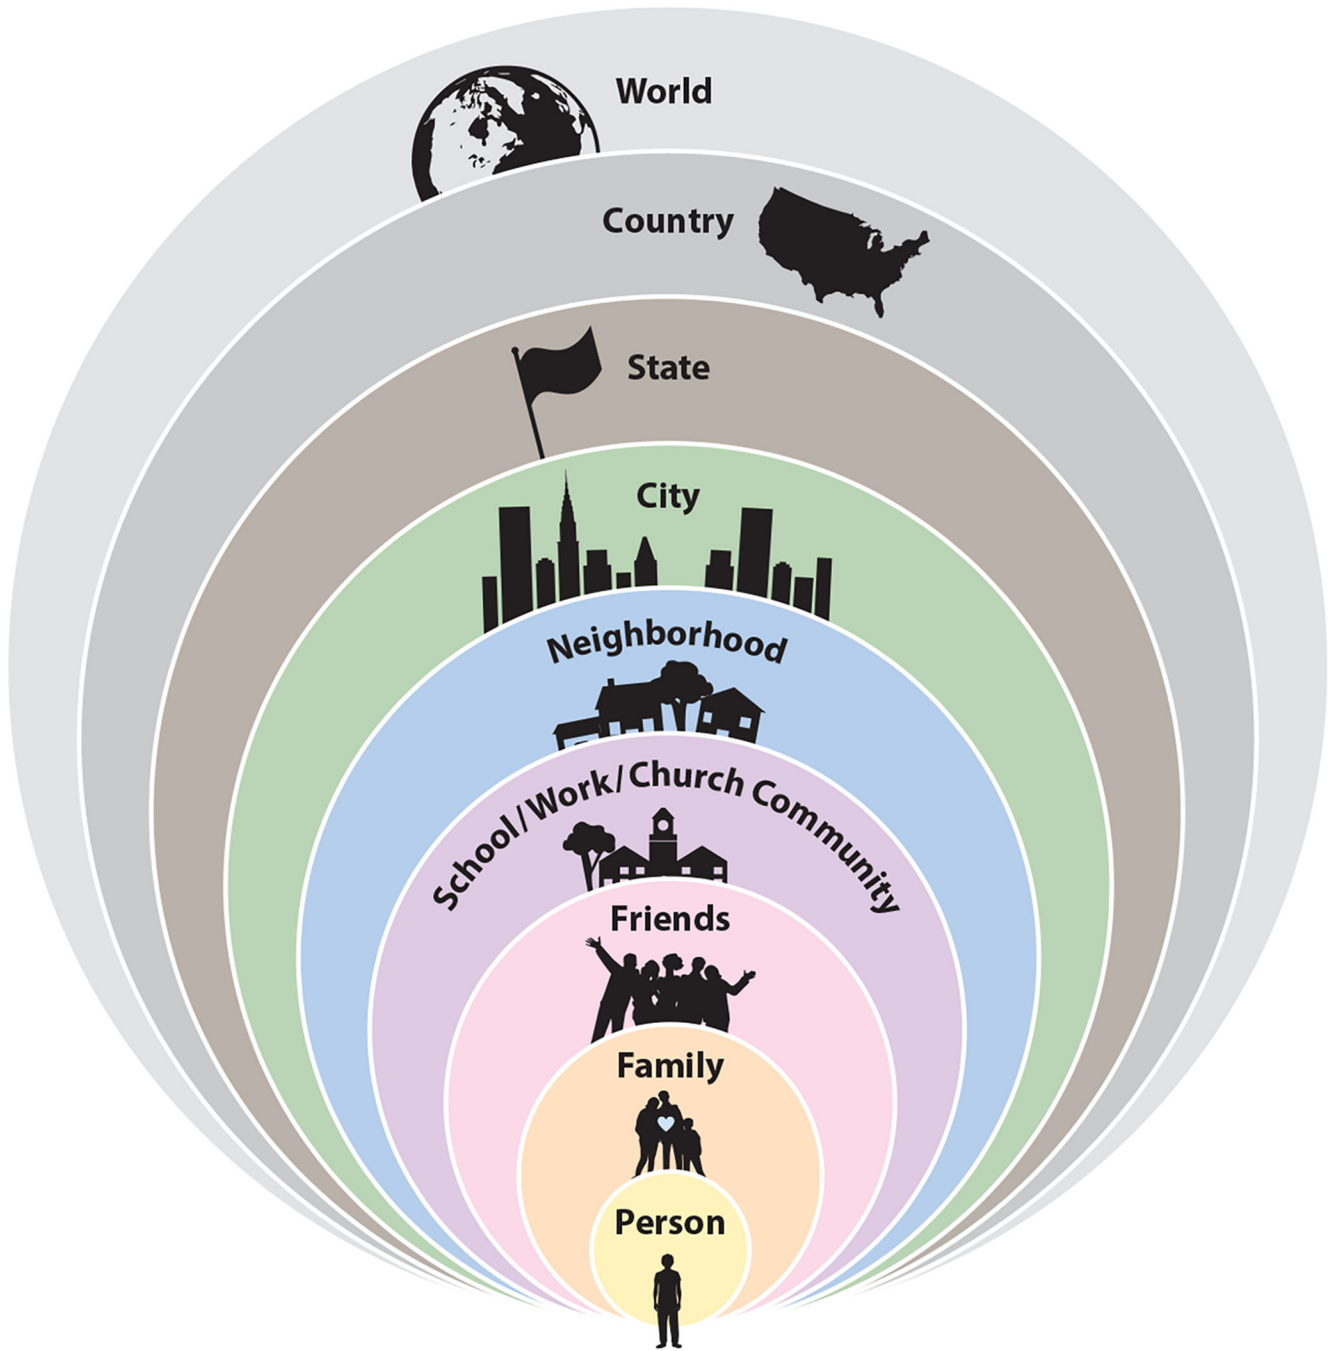 World
Country
State
City
Neighborhood
School/Work/Church Community
Friends
Family
Person